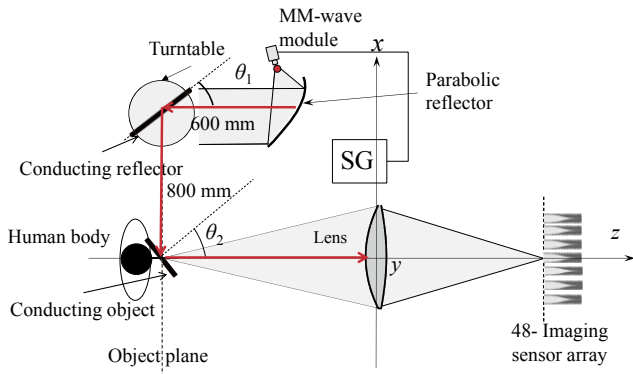 MM-wave
module
Turntable
x
θ1
Parabolic
reflector
600 mm
SG
Conducting reflector
800 mm
Human body
θ2
Lens
z
y
Conducting object
48- Imaging
sensor array
Object plane